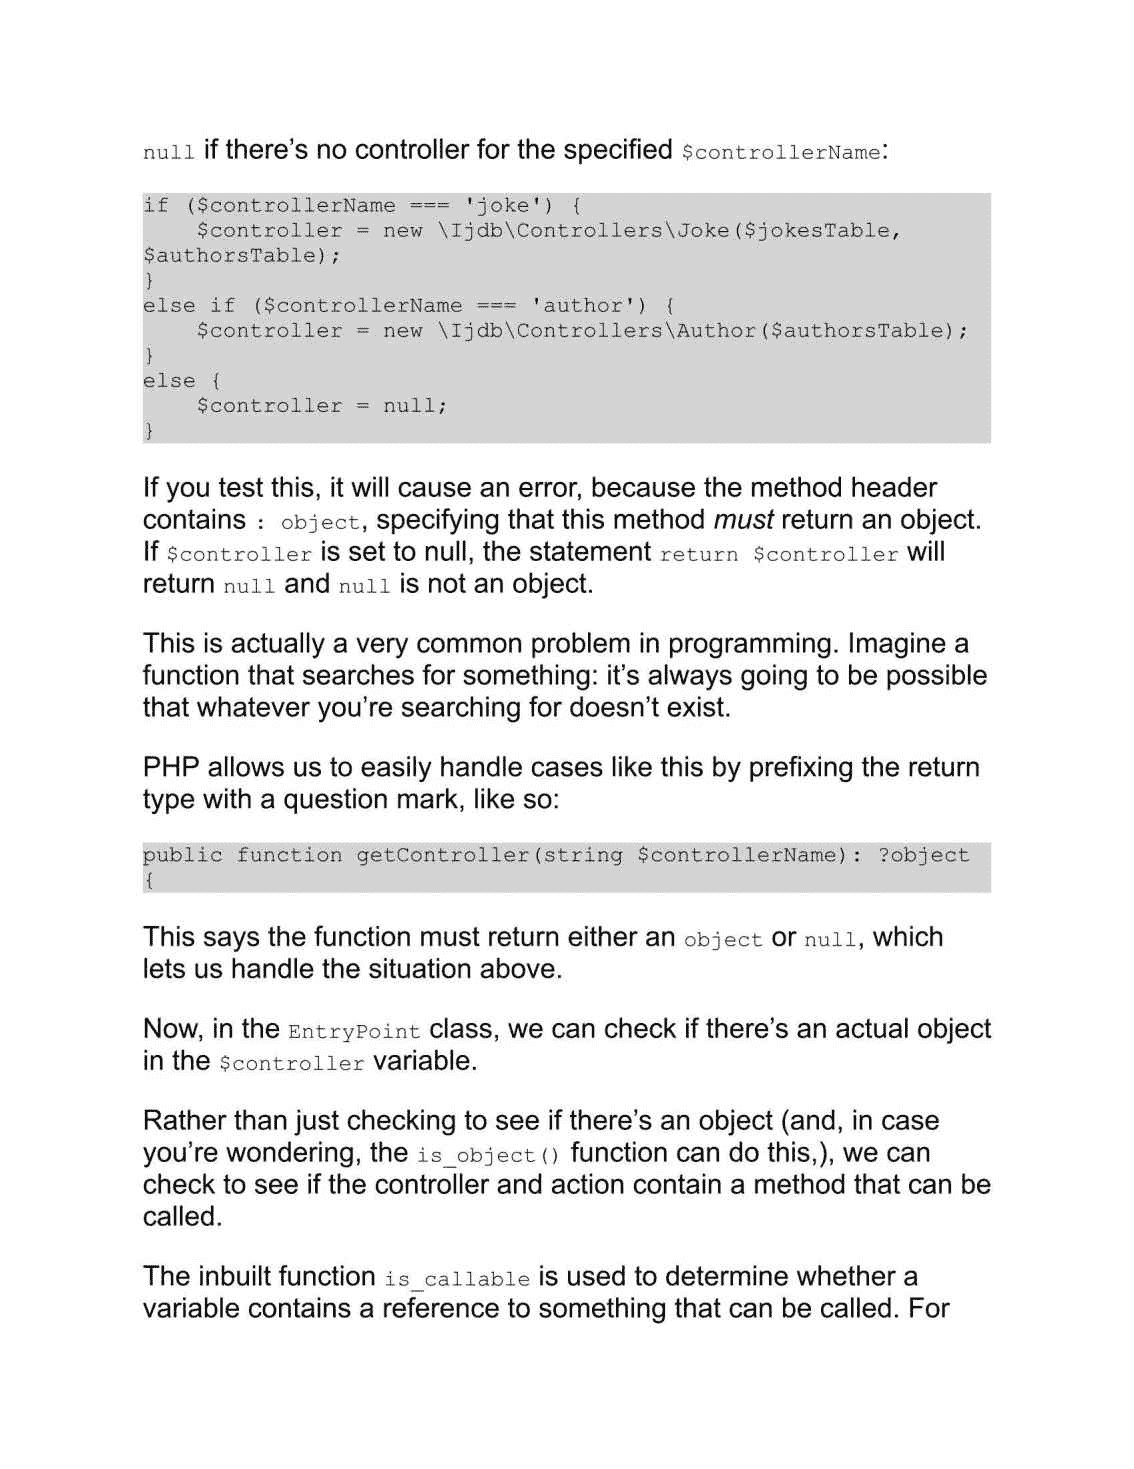 null if there’s no controller for the specified $controllerName:
if ($controllerName === 'joke') {
    $controller = new \Ijdb\Controllers\Joke($jokesTable,
$authorsTable);
}
else if ($controllerName === 'author') {
    $controller = new \Ijdb\Controllers\Author($authorsTable);
}
else {
    $controller = null;
}
If you test this, it will cause an error, because the method header
contains : object, specifying that this method must return an object.
If $controller is set to null, the statement return $controller will
return null and null is not an object.
This is actually a very common problem in programming. Imagine a
function that searches for something: it’s always going to be possible
that whatever you’re searching for doesn’t exist.
PHP allows us to easily handle cases like this by prefixing the return
type with a question mark, like so:
public function getController(string $controllerName): ?object
{
This says the function must return either an object or null, which
lets us handle the situation above.
Now, in the EntryPoint class, we can check if there’s an actual object
in the $controller variable.
Rather than just checking to see if there’s an object (and, in case
you’re wondering, the is_object() function can do this,), we can
check to see if the controller and action contain a method that can be
called.
The inbuilt function is_callable is used to determine whether a
variable contains a reference to something that can be called. For